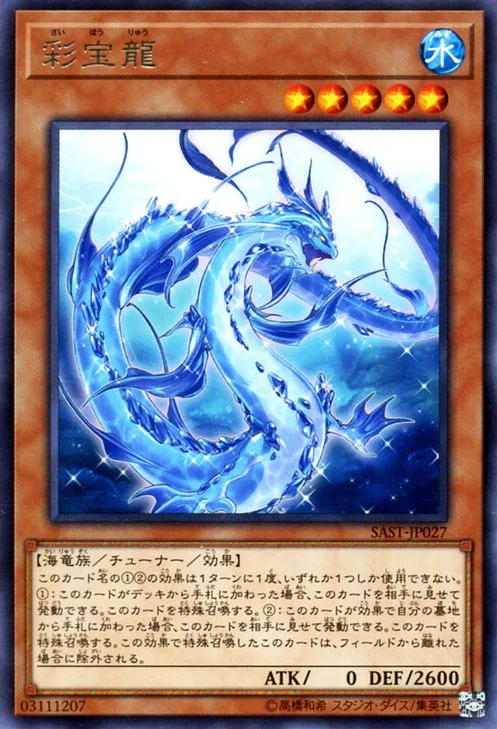 彩宝龍
水
SAST-JP027
【海竜族／チューナー／効果】
このカード名の①②の効果は1ターンに1度、いずれか1つしか使用できない。
①：このカードがデッキから手札に加わった場合、このカードを相手に見せて
発動できる。このカードを特殊召喚する。②：このカードが効果で自分の墓地
から手札に加わった場合、このカードを相手に見せて発動できる。このカードを
特殊召喚する。この効果で特殊召喚したこのカードは、フィールドから離れた
場合に除外される。
ATK/ 0 DEF/2600
03111207
©高橋和希 スタジオ・ダイス/集英社